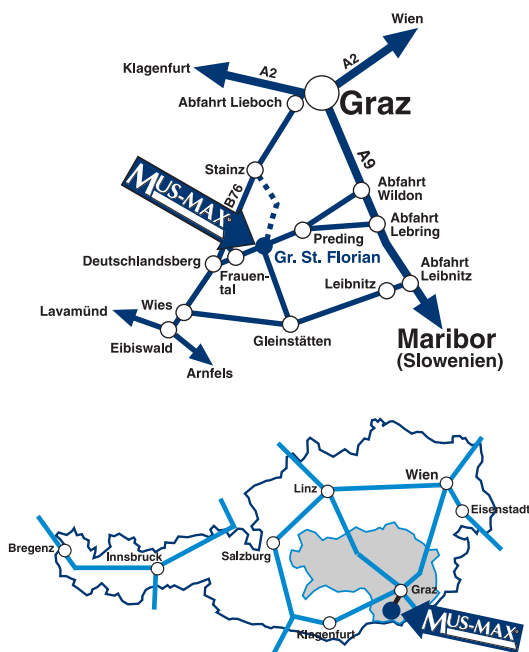 Wien
A2
Klagenfurt
A2
Abfahrt Lieboch
Graz
A9
Stainz
B76
MUS-MAX®
Abfahrt
Wildon
Abfahrt
Lebring
Preding
Gr. St. Florian
Abfahrt
Leibnitz
Deutschlandsberg
Frauen-
tal
Leibnitz
Lavamünd
Wies
Gleinstätten
Maribor
(Slowenien)
Eibiswald
Arnfels
Wien
Linz
Eisenstadt
Bregenz
Innsbruck
Salzburg
Graz
MUS-MAX®
Klagenfurt